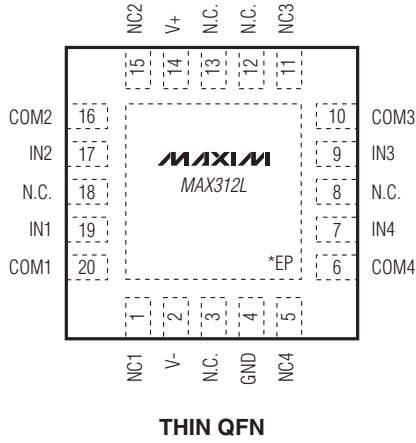 NC2 V+ N.C. N.C. NC3
15 14 13 12 11
COM2 16 10 COM3
IN2 17 9 IN3
N.C. 18 8 N.C.
IN1 19 7 IN4
COM1 20 6 COM4
MAXIM
MAX312L
*EP
1 2 3 4 5
NC1 V- N.C. GND NC4
THIN QFN